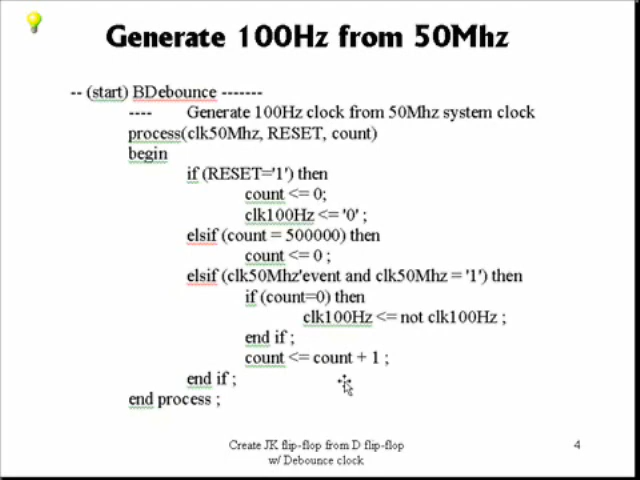 Generate 100Hz from 50Mhz
-- (start) BDebounce -------
---- Generate 100Hz clock from 50Mhz system clock
process(clk50Mhz, RESET, count)
begin
if (RESET='1') then
count <= 0;
clk100Hz <= '0' ;
elsif (count = 500000) then
count <= 0 ;
elsif (clk50Mhz'event and clk50Mhz = '1') then
if (count=0) then
clk100Hz <= not clk100Hz ;
end if ;
count <= count + 1 ;
end if ;
end process ;
Create JK flip-flop from D flip-flop
w/ Debounce clock
4